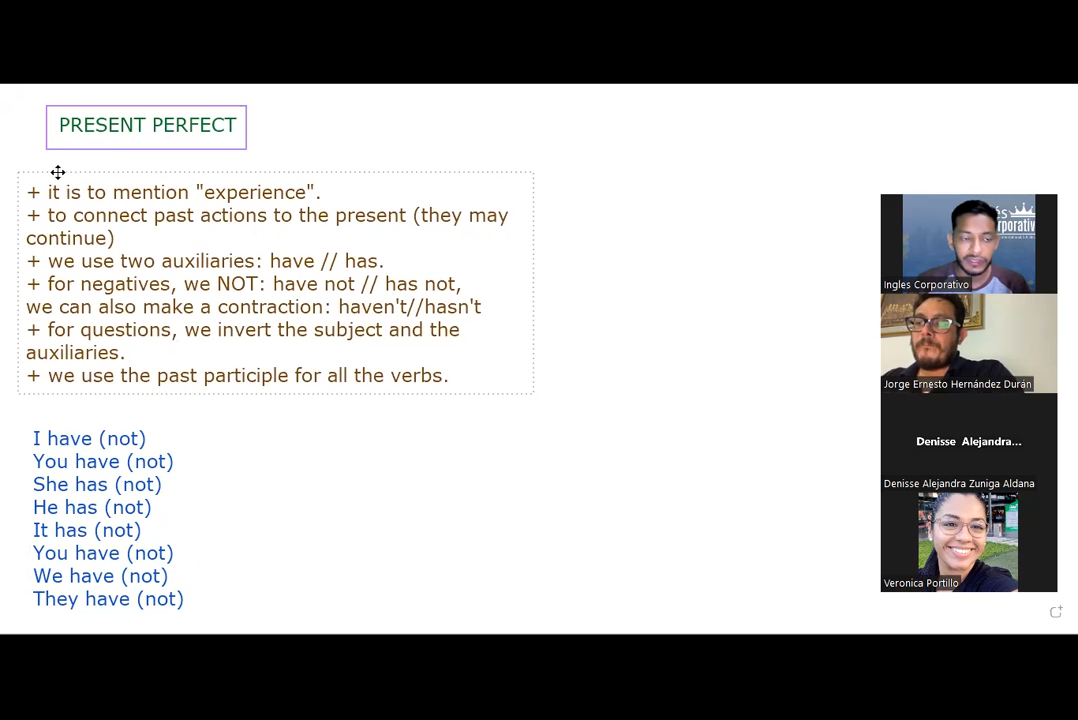 PRESENT PERFECT
+ it is to mention "experience".
+ to connect past actions to the present (they may
continue)
+ we use two auxiliaries: have // has.
+ for negatives, we NOT: have not // has not,
we can also make a contraction: haven't//hasn't
+ for questions, we invert the subject and the
auxiliaries.
+ we use the past participle for all the verbs.
I have (not)
You have (not)
She has (not)
He has (not)
It has (not)
You have (not)
We have (not)
They have (not)
Ingles Corporativo
Jorge Ernesto Hernández Durán
Denisse Alejandra...
Denisse Alejandra Zuniga Aldana
Veronica Portillo